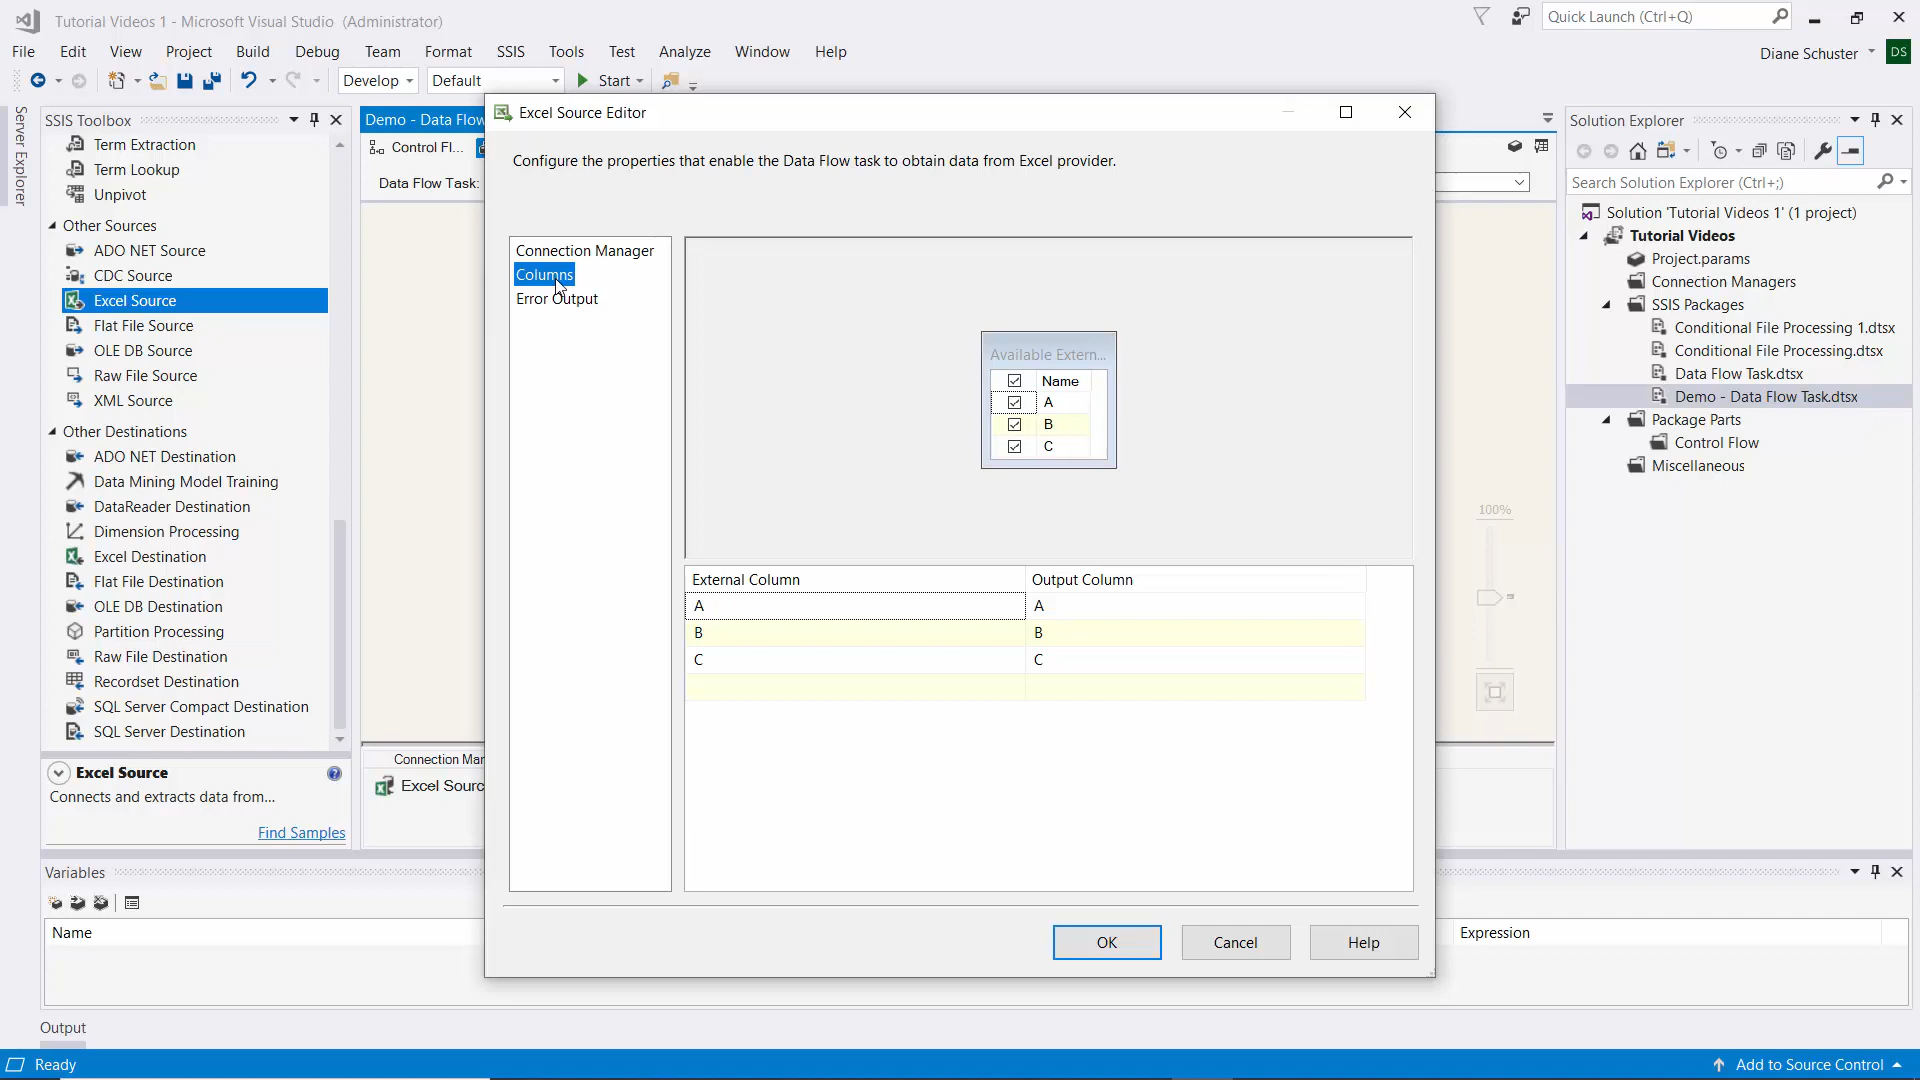 Tutorial Videos 1 - Microsoft Visual Studio (Administrator)
Quick Launch (Ctrl+Q)
File Edit View Project Build Debug Team Format SSIS Tools Test Analyze Window Help
Diane Schuster DS
Develop Default Start
Server Explorer
SSIS Toolbox
Term Extraction
Term Lookup
Unpivot
Other Sources
ADO NET Source
CDC Source
Excel Source
Flat File Source
OLE DB Source
Raw File Source
XML Source
Other Destinations
ADO NET Destination
Data Mining Model Training
DataReader Destination
Dimension Processing
Excel Destination
Flat File Destination
OLE DB Destination
Partition Processing
Raw File Destination
Recordset Destination
SQL Server Compact Destination
SQL Server Destination
Excel Source
Connects and extracts data from...
Find Samples
Demo - Data Flow
Control Fl...
Data Flow Task:
Connection Mar
Excel Sourc
Excel Source Editor
Configure the properties that enable the Data Flow task to obtain data from Excel provider.
Connection Manager
Columns
Error Output
Available Extern...
Name
A
B
C
External Column Output Column
A A
B B
C C
OK Cancel Help
100%
Solution Explorer
Search Solution Explorer (Ctrl+;)
Solution 'Tutorial Videos 1' (1 project)
Tutorial Videos
Project.params
Connection Managers
SSIS Packages
Conditional File Processing 1.dtsx
Conditional File Processing.dtsx
Data Flow Task.dtsx
Demo - Data Flow Task.dtsx
Package Parts
Control Flow
Miscellaneous
Variables
Name Expression
Output
Ready
Add to Source Control